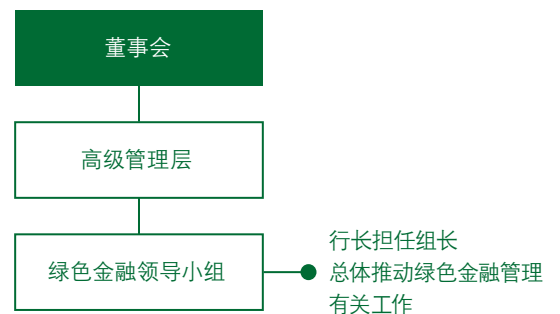 董事会
高级管理层
绿色金融领导小组
行长担任组长
总体推动绿色金融管理
有关工作